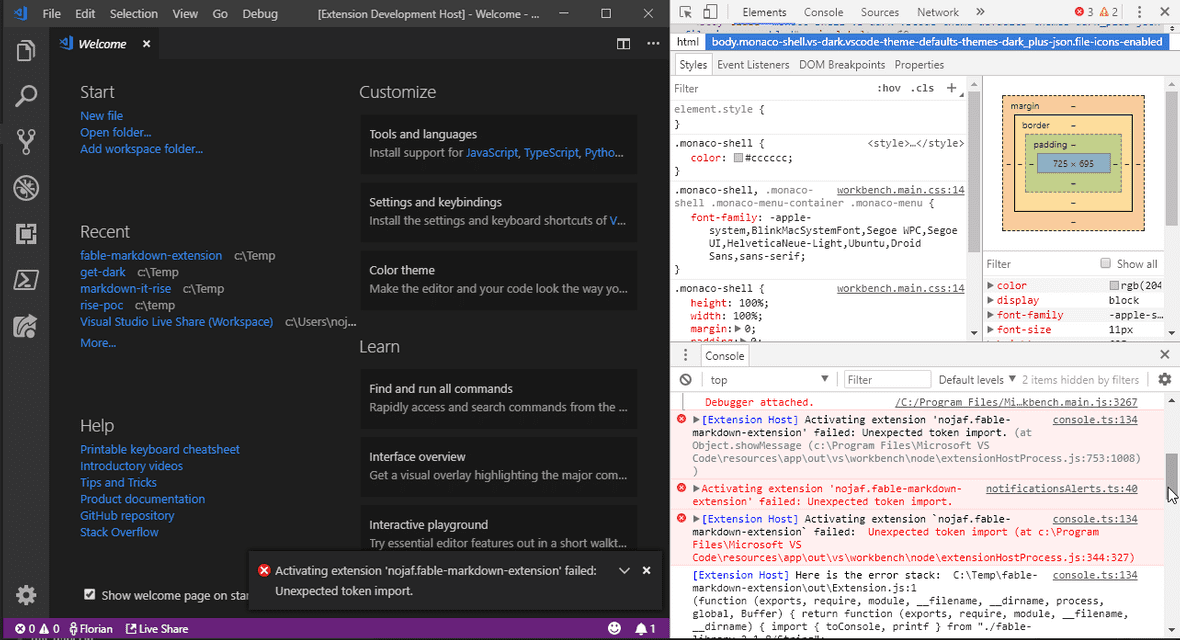 File Edit Selection View Go Debug [Extension Development Host] - Welcome - ...
Welcome
Start
New file
Open folder...
Add workspace folder...
Recent
fable-markdown-extension c:\Temp
get-dark c:\Temp
markdown-it-rise c:\Temp
rise-poc c:\temp
Visual Studio Live Share (Workspace) c:\Users\noj...
More...
Help
Printable keyboard cheatsheet
Introductory videos
Tips and Tricks
Product documentation
GitHub repository
Stack Overflow
Show welcome page on star
Customize
Tools and languages
Install support for JavaScript, TypeScript, Pytho...
Settings and keybindings
Install the settings and keyboard shortcuts of V...
Color theme
Make the editor and your code look the way yo...
Learn
Find and run all commands
Rapidly access and search commands from the ...
Interface overview
Get a visual overview highlighting the major com...
Interactive playground
Try essential editor features out in a short walkt...
Activating extension 'nojaf.fable-markdown-extension' failed:
Unexpected token import.
0 0 Florian Live Share 1
Elements Console Sources Network » 3 2
html body.monaco-shell.vs-dark.vscode-theme-defaults-themes-dark_plus-json.file-icons-enabled
Styles Event Listeners DOM Breakpoints Properties
Filter :hov .cls +
element.style {
}
.monaco-shell { <style>…</style>
color: #cccccc;
}
.monaco-shell, .monaco- workbench.main.css:14
shell .monaco-menu-container .monaco-menu {
font-family: -apple-
system,BlinkMacSystemFont,Segoe WPC,Segoe
UI,HelveticaNeue-Light,Ubuntu,Droid
Sans,sans-serif;
}
.monaco-shell { workbench.main.css:14
height: 100%;
width: 100%;
margin: 0;
padding: 0;
margin -
border -
padding -
725 × 695
Filter Show all
color rgb(204
display block
font-family -apple-s…
font-size 11px
Console
top Filter Default levels 2 items hidden by filters
Debugger attached. /C:/Program Files/Mi…kbench.main.js:3267
[Extension Host] Activating extension 'nojaf.fable- console.ts:134
markdown-extension' failed: Unexpected token import. (at
Object.showMessage (c:\Program Files\Microsoft VS
Code\resources\app\out\vs\workbench\node\extensionHostProcess.js:753:1008)
)
Activating extension 'nojaf.fable-markdown- notificationsAlerts.ts:40
extension' failed: Unexpected token import.
[Extension Host] Activating extension `nojaf.fable- console.ts:134
markdown-extension` failed: Unexpected token import (at c:\Program
Files\Microsoft VS
Code\resources\app\out\vs\workbench\node\extensionHostProcess.js:344:327)
[Extension Host] Here is the error stack: C:\Temp\fable- console.ts:134
markdown-extension\out\Extension.js:1
(function (exports, require, module, __filename, __dirname, process,
global, Buffer) { return function (exports, require, module, __filename,
__dirname) { import { toConsole, printf } from "./fable-